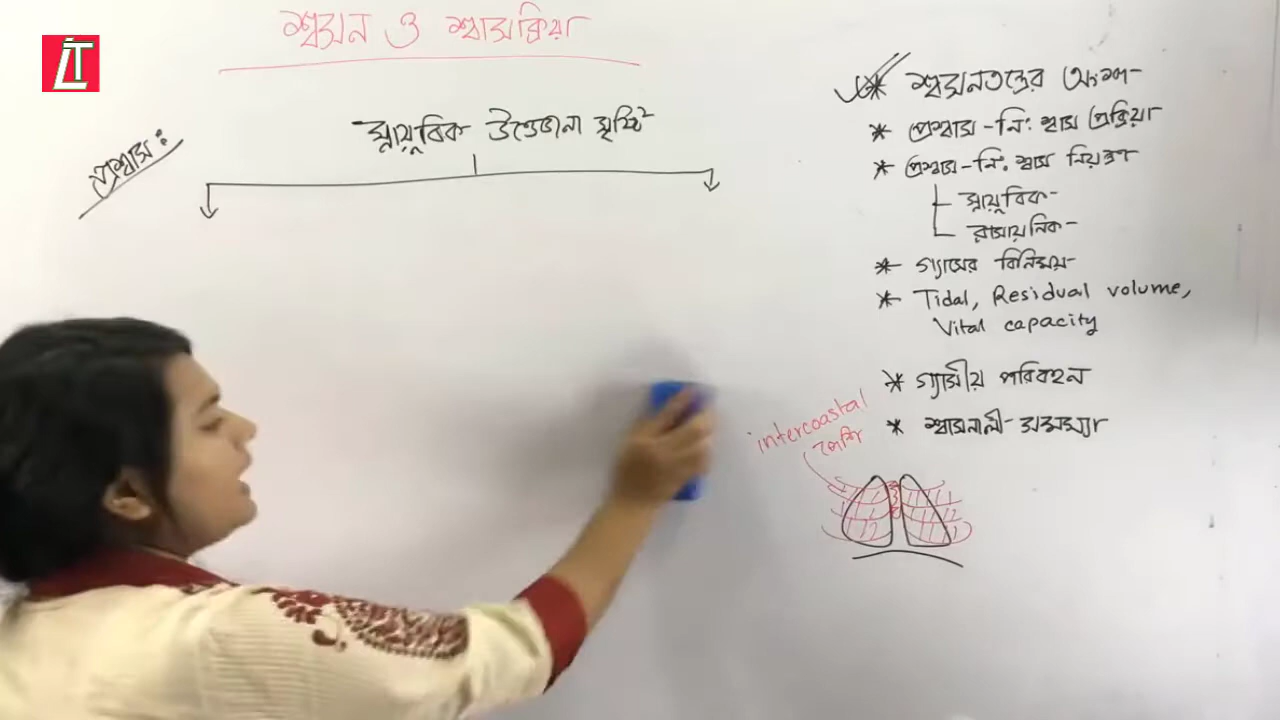 LT
শ্বসন ও শ্বাসক্রিয়া
প্রশ্বাস :
স্নায়ুবিক উত্তেজনা সৃষ্টি
* শ্বসনতন্ত্রের অংশ
* প্রশ্বাস-নিঃশ্বাস প্রক্রিয়া
* প্রশ্বাস-নিঃশ্বাস নিয়ন্ত্রণ
স্নায়ুবিক
রাসায়নিক
* গ্যাসের বিনিময়
* Tidal, Residual volume,
Vital capacity
* গ্যাসীয় পরিবহন
* শ্বাসনালী সমস্যা
intercoastal
পেশি